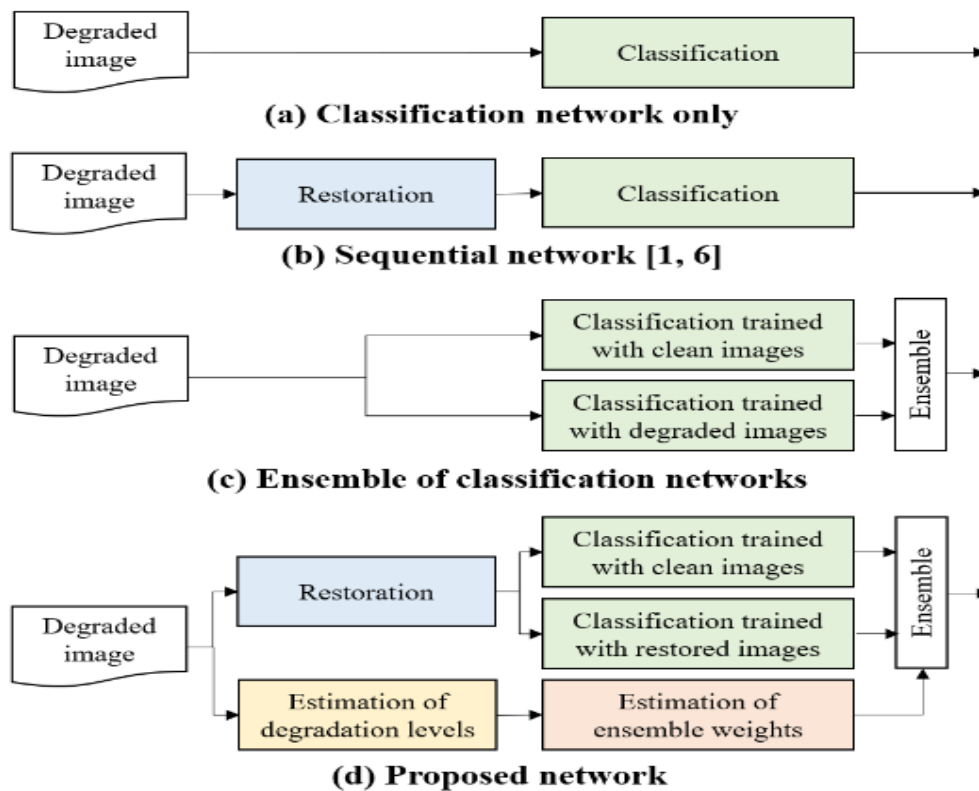 Degraded
image
Classification
(a) Classification network only
Degraded
image
Restoration
Classification
(b) Sequential network [1, 6]
Degraded
image
Classification trained
with clean images
Classification trained
with degraded images
Ensemble
(c) Ensemble of classification networks
Degraded
image
Restoration
Classification trained
with clean images
Classification trained
with restored images
Ensemble
Estimation of
degradation levels
Estimation of
ensemble weights
(d) Proposed network